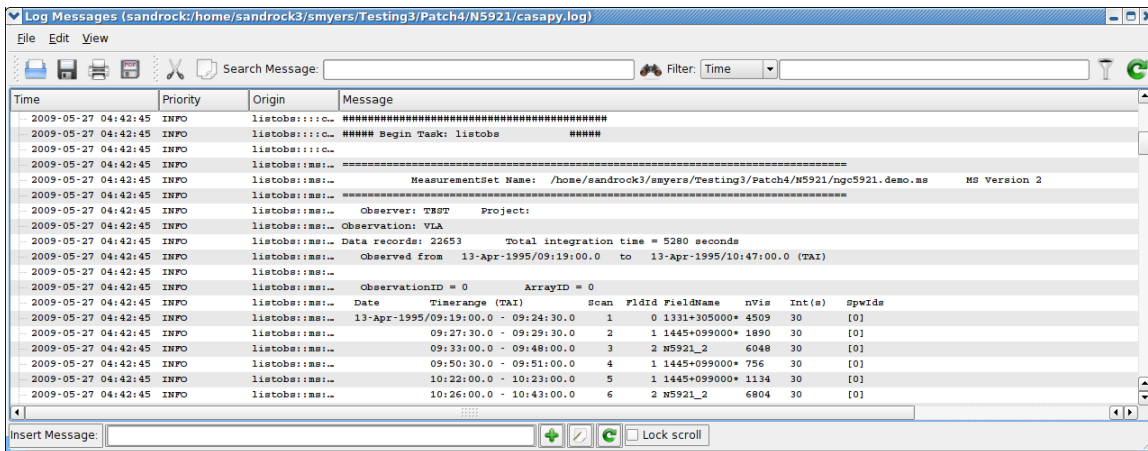 Log Messages (sandrock:/home/sandrock3/smyers/Testing3/Patch4/N5921/casapy.log)
File Edit View
Search Message: Filter: Time
Time Priority Origin Message
2009-05-27 04:42:45 INFO listobs::::c… ##########################################
2009-05-27 04:42:45 INFO listobs::::c… ##### Begin Task: listobs #####
2009-05-27 04:42:45 INFO listobs::::c…
2009-05-27 04:42:45 INFO listobs::ms:… ================================================================================
2009-05-27 04:42:45 INFO listobs::ms:… MeasurementSet Name: /home/sandrock3/smyers/Testing3/Patch4/N5921/ngc5921.demo.ms MS Version 2
2009-05-27 04:42:45 INFO listobs::ms:… ================================================================================
2009-05-27 04:42:45 INFO listobs::ms:… Observer: TEST Project:
2009-05-27 04:42:45 INFO listobs::ms:… Observation: VLA
2009-05-27 04:42:45 INFO listobs::ms:… Data records: 22653 Total integration time = 5280 seconds
2009-05-27 04:42:45 INFO listobs::ms:… Observed from 13-Apr-1995/09:19:00.0 to 13-Apr-1995/10:47:00.0 (TAI)
2009-05-27 04:42:45 INFO listobs::ms:…
2009-05-27 04:42:45 INFO listobs::ms:… ObservationID = 0 ArrayID = 0
2009-05-27 04:42:45 INFO listobs::ms:… Date Timerange (TAI) Scan FldId FieldName nVis Int(s) SpwIds
2009-05-27 04:42:45 INFO listobs::ms:… 13-Apr-1995/09:19:00.0 - 09:24:30.0 1 0 1331+305000* 4509 30 [0]
2009-05-27 04:42:45 INFO listobs::ms:… 09:27:30.0 - 09:29:30.0 2 1 1445+099000* 1890 30 [0]
2009-05-27 04:42:45 INFO listobs::ms:… 09:33:00.0 - 09:48:00.0 3 2 N5921_2 6048 30 [0]
2009-05-27 04:42:45 INFO listobs::ms:… 09:50:30.0 - 09:51:00.0 4 1 1445+099000* 756 30 [0]
2009-05-27 04:42:45 INFO listobs::ms:… 10:22:00.0 - 10:23:00.0 5 1 1445+099000* 1134 30 [0]
2009-05-27 04:42:45 INFO listobs::ms:… 10:26:00.0 - 10:43:00.0 6 2 N5921_2 6804 30 [0]
Insert Message: Lock scroll